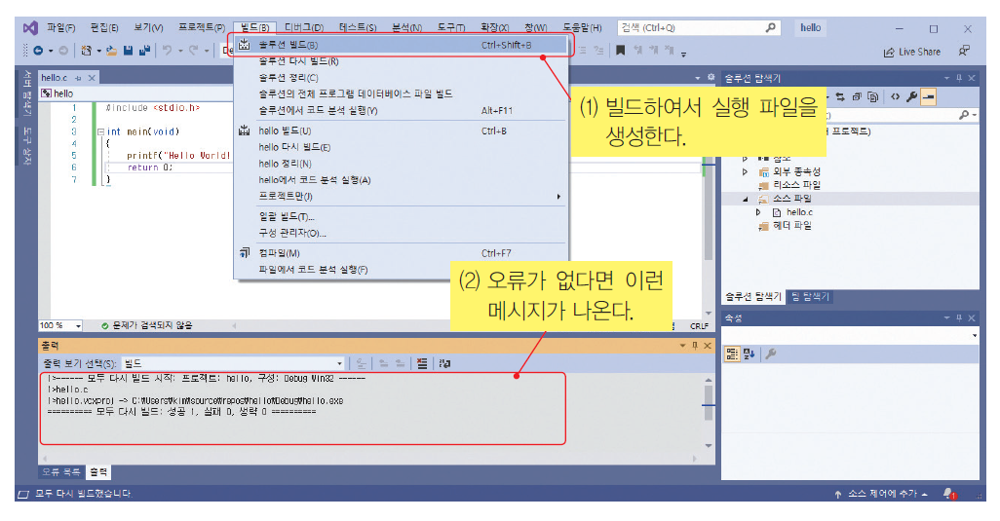 파일(F) 편집(E) 보기(V) 프로젝트(P) 빌드(B) 디버그(D) 테스트(S) 분석(N) 도구(T) 확장(X) 창(W) 도움말(H) 검색 (Ctrl+Q) hello
Live Share
서버 탐색기
도구 상자
hello.c
hello
1 #include <stdio.h>
2
3 int main(void)
4 {
5 printf("Hello World!
6 return 0;
7 }
솔루션 빌드(B) Ctrl+Shift+B
솔루션 다시 빌드(R)
솔루션 정리(C)
솔루션의 전체 프로그램 데이터베이스 파일 빌드
솔루션에서 코드 분석 실행(Y) Alt+F11
hello 빌드(U) Ctrl+B
hello 다시 빌드(E)
hello 정리(N)
hello에서 코드 분석 실행(A)
프로젝트만(J)
일괄 빌드(T)...
구성 관리자(O)...
컴파일(M) Ctrl+F7
파일에서 코드 분석 실행(F)
(1) 빌드하여서 실행 파일을
생성한다.
(2) 오류가 없다면 이런
메시지가 나온다.
솔루션 탐색기
프로젝트)
참조
외부 종속성
리소스 파일
소스 파일
hello.c
헤더 파일
솔루션 탐색기 팀 탐색기
속성
100 % 문제가 검색되지 않음 CRLF
출력
출력 보기 선택(S): 빌드
1>------ 모두 다시 빌드 시작: 프로젝트: hello, 구성: Debug Win32 ------
1>hello.c
1>hello.vcxproj -> C:\Users\kim\source\repos\hello\Debug\hello.exe
========== 모두 다시 빌드: 성공 1, 실패 0, 생략 0 ==========
오류 목록 출력
모두 다시 빌드했습니다. 소스 제어에 추가